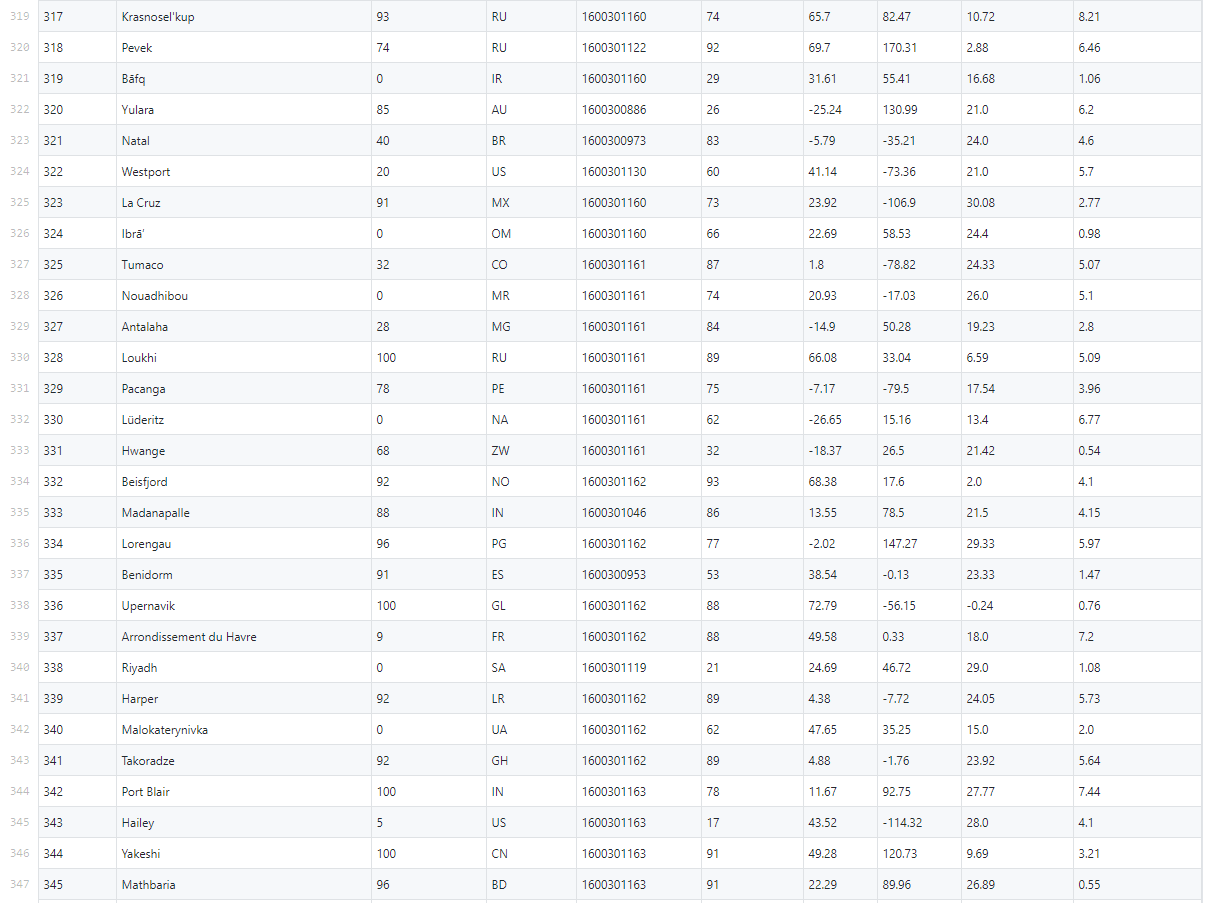 319 317 Krasnosel'kup 93 RU 1600301160 74 65.7 82.47 10.72 8.21
320 318 Pevek 74 RU 1600301122 92 69.7 170.31 2.88 6.46
321 319 Bāfq 0 IR 1600301160 29 31.61 55.41 16.68 1.06
322 320 Yulara 85 AU 1600300886 26 -25.24 130.99 21.0 6.2
323 321 Natal 40 BR 1600300973 83 -5.79 -35.21 24.0 4.6
324 322 Westport 20 US 1600301130 60 41.14 -73.36 21.0 5.7
325 323 La Cruz 91 MX 1600301160 73 23.92 -106.9 30.08 2.77
326 324 Ibrā' 0 OM 1600301160 66 22.69 58.53 24.4 0.98
327 325 Tumaco 32 CO 1600301161 87 1.8 -78.82 24.33 5.07
328 326 Nouadhibou 0 MR 1600301161 74 20.93 -17.03 26.0 5.1
329 327 Antalaha 28 MG 1600301161 84 -14.9 50.28 19.23 2.8
330 328 Loukhi 100 RU 1600301161 89 66.08 33.04 6.59 5.09
331 329 Pacanga 78 PE 1600301161 75 -7.17 -79.5 17.54 3.96
332 330 Lüderitz 0 NA 1600301161 62 -26.65 15.16 13.4 6.77
333 331 Hwange 68 ZW 1600301161 32 -18.37 26.5 21.42 0.54
334 332 Beisfjord 92 NO 1600301162 93 68.38 17.6 2.0 4.1
335 333 Madanapalle 88 IN 1600301046 86 13.55 78.5 21.5 4.15
336 334 Lorengau 96 PG 1600301162 77 -2.02 147.27 29.33 5.97
337 335 Benidorm 91 ES 1600300953 53 38.54 -0.13 23.33 1.47
338 336 Upernavik 100 GL 1600301162 88 72.79 -56.15 -0.24 0.76
339 337 Arrondissement du Havre 9 FR 1600301162 88 49.58 0.33 18.0 7.2
340 338 Riyadh 0 SA 1600301119 21 24.69 46.72 29.0 1.08
341 339 Harper 92 LR 1600301162 89 4.38 -7.72 24.05 5.73
342 340 Malokaterynivka 0 UA 1600301162 62 47.65 35.25 15.0 2.0
343 341 Takoradze 92 GH 1600301162 89 4.88 -1.76 23.92 5.64
344 342 Port Blair 100 IN 1600301163 78 11.67 92.75 27.77 7.44
345 343 Hailey 5 US 1600301163 17 43.52 -114.32 28.0 4.1
346 344 Yakeshi 100 CN 1600301163 91 49.28 120.73 9.69 3.21
347 345 Mathbaria 96 BD 1600301163 91 22.29 89.96 26.89 0.55